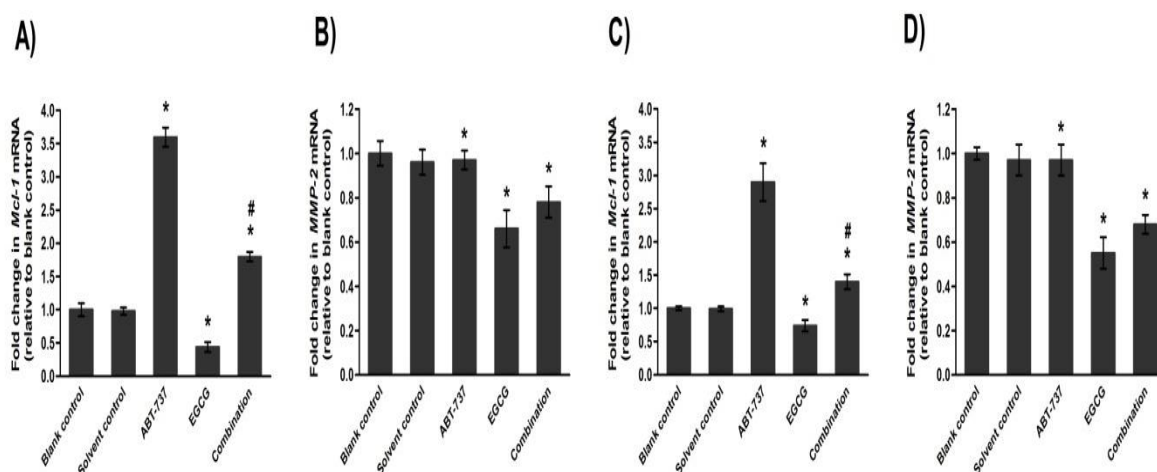 A)
Fold change in Mcl-1 mRNA
(relative to blank control)
4.0
3.5
3.0
2.5
2.0
1.5
1.0
0.5
0.0
*
*
#
*
Blank control
Solvent control
ABT-737
EGCG
Combination
B)
Fold change in MMP-2 mRNA
(relative to blank control)
1.2
1.0
0.8
0.6
0.4
0.2
0.0
*
*
*
Blank control
Solvent control
ABT-737
EGCG
Combination
C)
Fold change in Mcl-1 mRNA
(relative to blank control)
4.0
3.5
3.0
2.5
2.0
1.5
1.0
0.5
0.0
*
*
#
*
Blank control
Solvent control
ABT-737
EGCG
Combination
D)
Fold change in MMP-2 mRNA
(relative to blank control)
1.2
1.0
0.8
0.6
0.4
0.2
0.0
*
*
*
Blank control
Solvent control
ABT-737
EGCG
Combination